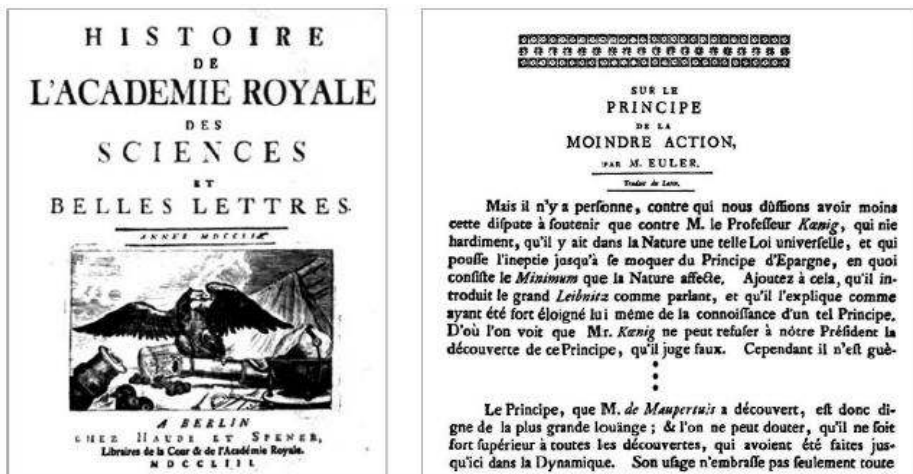 HISTOIRE
DE
L'ACADEMIE ROYALE
DES
SCIENCES
ET
BELLES LETTRES.
ANNEE
A BERLIN
CHEZ HAUDE ET SPENER,
Libraires de la Cour & de l'Académie Royale.
MDCCLIII.
SUR LE
PRINCIPE
DE LA
MOINDRE ACTION,
PAR M. EULER.
Traduit du Latin.
Mais il n'y a perſonne, contre qui nous dûſſions avoir moins
cette diſpute à ſoutenir que contre M. le Profeſſeur Kœnig, qui nie
hardiment, qu'il y ait dans la Nature une telle Loi univerſelle, et qui
pouſſe l'ineptie jusqu'à ſe moquer du Principe d'Epargne, en quoi
conſiſte le Minimum que la Nature affecte. Ajoutez à cela, qu'il in-
troduit le grand Leibnitz comme parlant, et qu'il l'explique comme
ayant été fort éloigné lui même de la connoiſſance d'un tel Principe.
D'où l'on voit que Mr. Kœnig ne peut refuſer à nôtre Préſident la
découverte de ce Principe, qu'il juge faux. Cependant il n'eſt guè-
Le Principe, que M. de Maupertuis a découvert, eſt donc di-
gne de la plus grande louänge; & l'on ne peut douter, qu'il ne ſoit
fort ſupérieur à toutes les découvertes, qui avoient été faites jus-
qu'ici dans la Dynamique. Son uſage n'embraſſe pas ſeulement toute